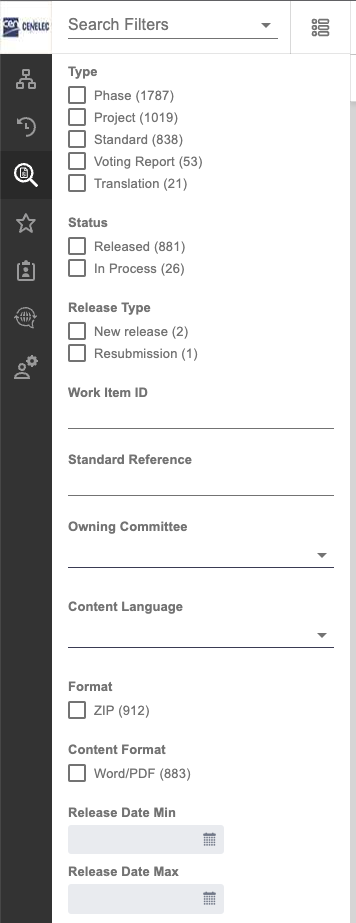 cen
CENELEC
Search Filters
Type
Phase (1787)
Project (1019)
Standard (838)
Voting Report (53)
Translation (21)
Status
Released (881)
In Process (26)
Release Type
New release (2)
Resubmission (1)
Work Item ID
Standard Reference
Owning Committee
Content Language
Format
ZIP (912)
Content Format
Word/PDF (883)
Release Date Min
Release Date Max